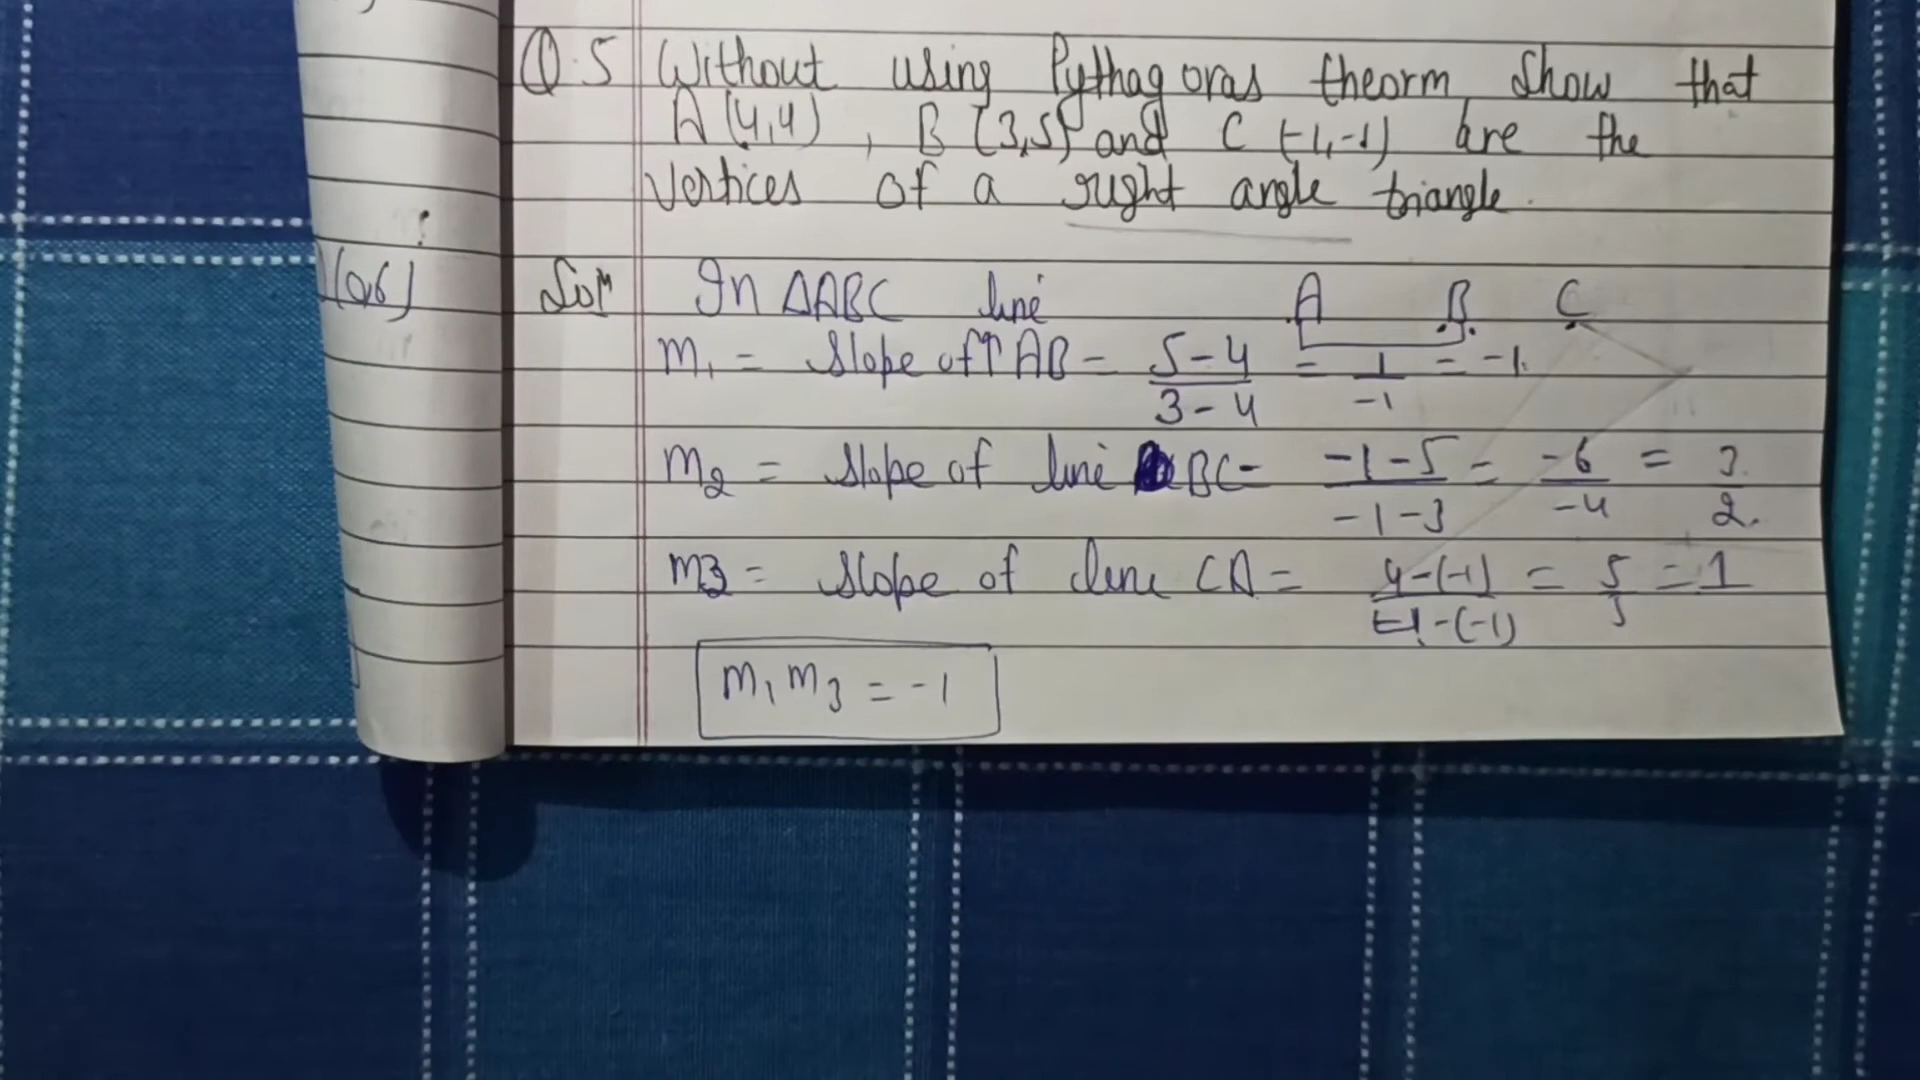 Q.5 Without using Pythagoras theorm, Show that
A(4,4), B(3,5) and C(-1,-1) are the
vertices of a right angle triangle.
(Q6)
Solⁿ In ΔABC line A B C
m₁ = Slope of ↑ AB = 5-4/3-4 = 1/-1 = -1.
m₂ = Slope of line BC = -1-5/-1-3 = -6/-4 = 3/2.
m3 = Slope of line CA = 4-(-1)/-(-1) = 5/5 = 1
m₁m₃ = -1